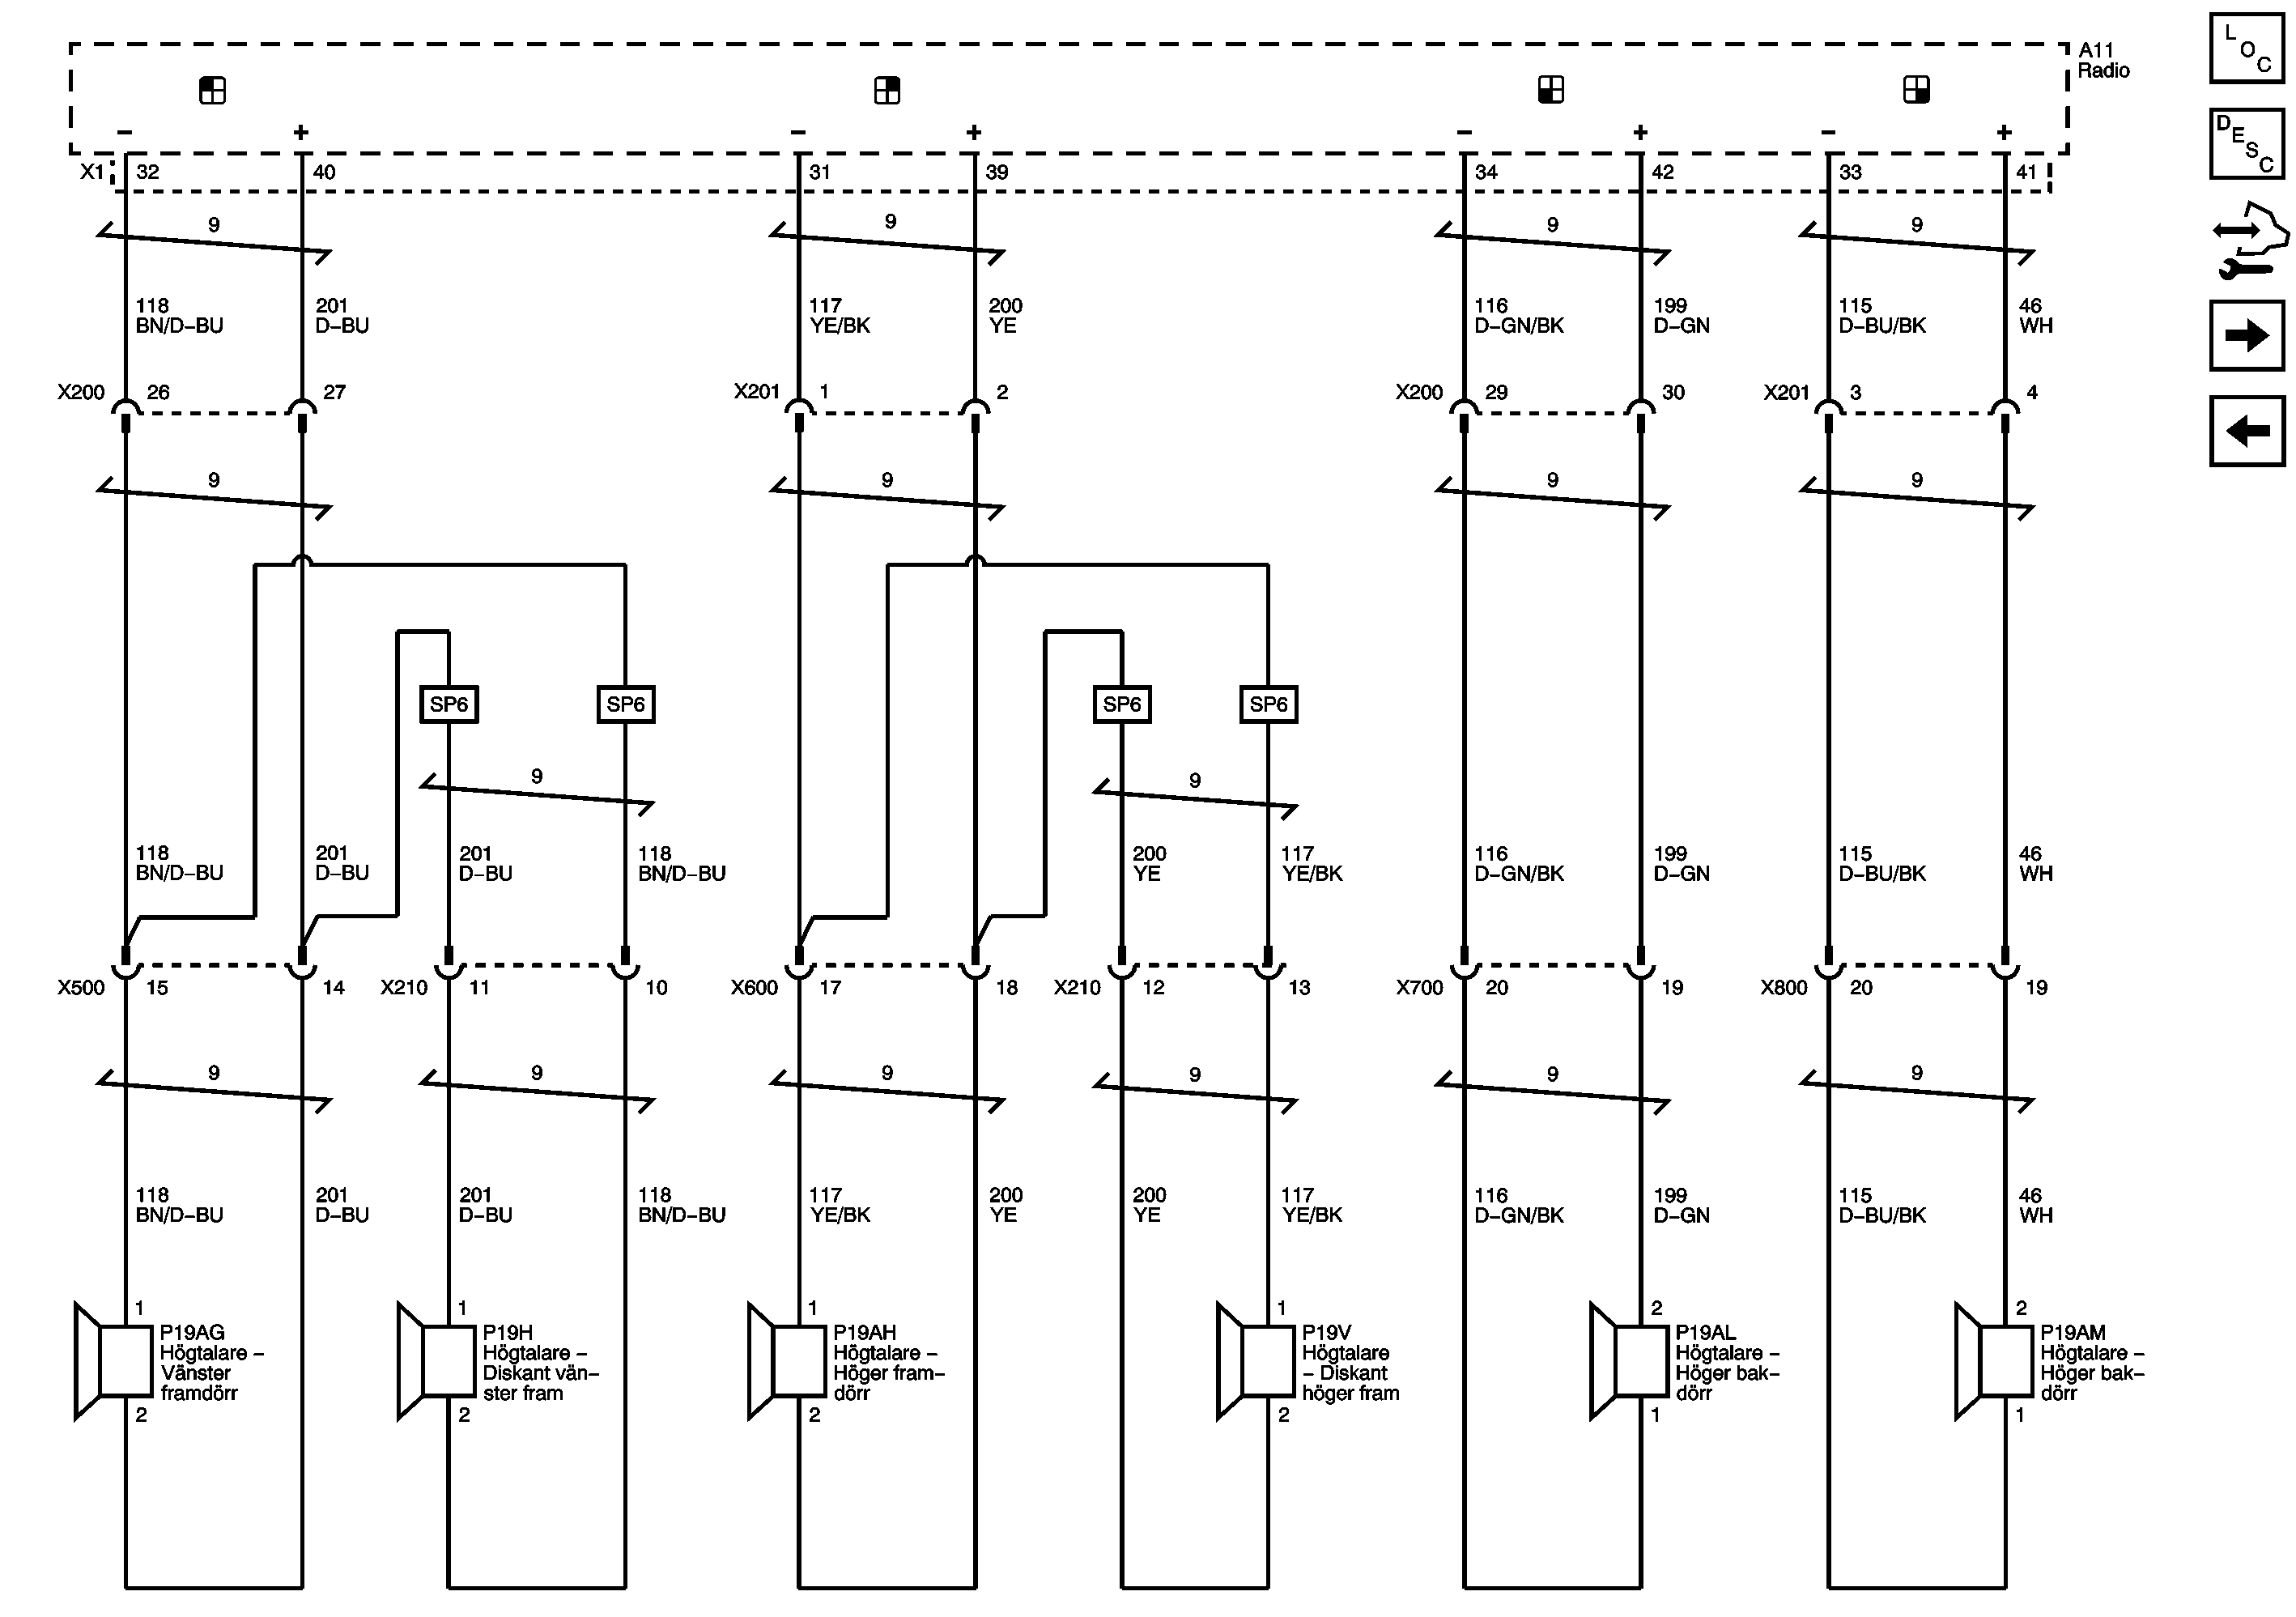 A11
Radio
L
O
C
D
E
S
C
− + − + − + − +
X1 32 40 31 39 34 42 33 41
9 9 9 9
118 201 117 200 116 199 115 46
BN/D−BU D−BU YE/BK YE D−GN/BK D−GN D−BU/BK WH
X200 26 27 X201 1 2 X200 29 30 X201 3 4
9 9 9 9
SP6 SP6 SP6 SP6
9 9
118 201 201 118 200 117 116 199 115 46
BN/D−BU D−BU D−BU BN/D−BU YE YE/BK D−GN/BK D−GN D−BU/BK WH
X500 15 14 X210 11 10 X600 17 18 X210 12 13 X700 20 19 X800 20 19
9 9 9 9 9 9
118 201 201 118 117 200 200 117 116 199 115 46
BN/D−BU D−BU D−BU BN/D−BU YE/BK YE YE YE/BK D−GN/BK D−GN D−BU/BK WH
1 1 1 1 2 2
P19AG
Högtalare −
Vänster
framdörr
P19H
Högtalare −
Diskant vän−
ster fram
P19AH
Högtalare −
Höger fram−
dörr
P19V
Högtalare
− Diskant
höger fram
P19AL
Högtalare −
Höger bak−
dörr
P19AM
Högtalare −
Höger bak−
dörr
2 2 2 2 1 1